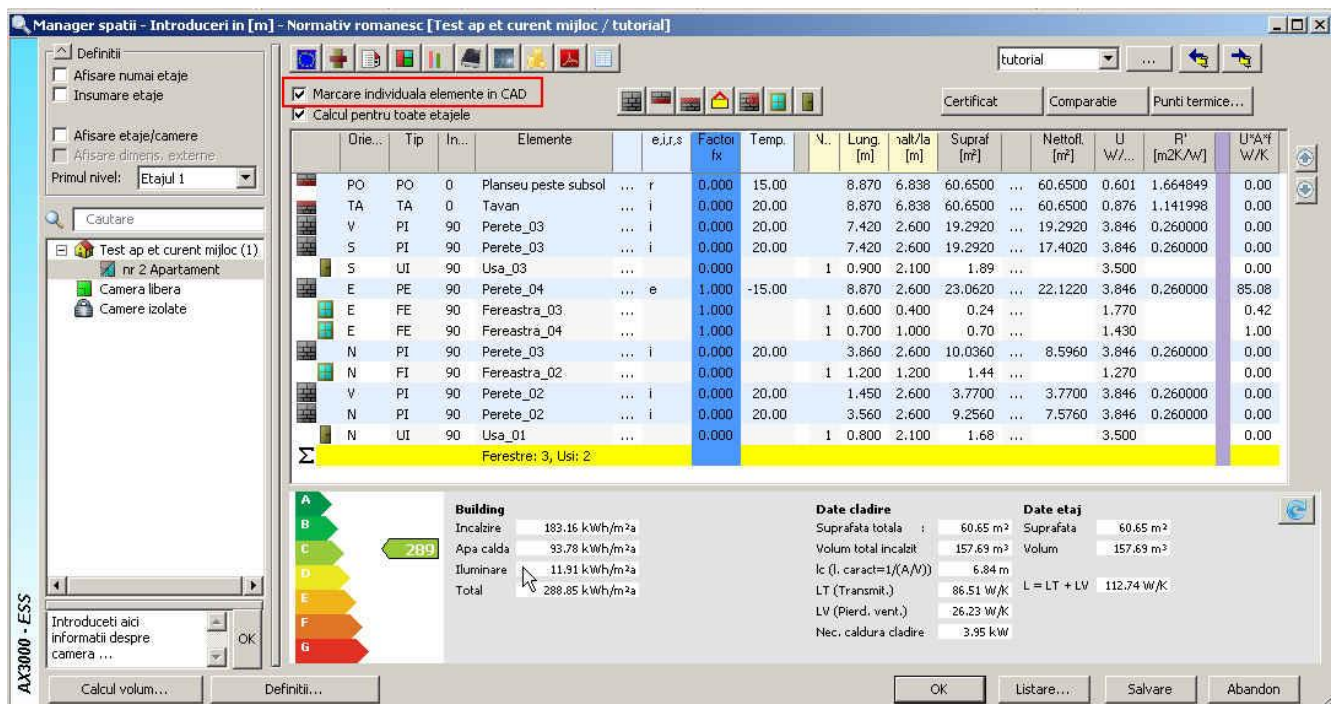 Manager spatii - Introduceri in [m] - Normativ romanesc [Test ap et curent mijloc / tutorial]
Definitii
Afisare numai etaje
Insumare etaje
Afisare etaje/camere
Afisare dimens. externe
Primul nivel: Etajul 1
Cautare
Test ap et curent mijloc (1)
nr 2 Apartament
Camera libera
Camere izolate
Introduceti aici
informatii despre
camera ...
OK
AX3000 - ESS
tutorial ...
Marcare individuala elemente in CAD
Calcul pentru toate etajele
Certificat Comparatie Punti termice...
Orie... Tip In... Elemente e,i,r,s Factor fx Temp. N.. Lung. [m] nalt/la [m] Supraf [m²] Nettofl. [m²] U W/... R' [m2K/W] U*A*f W/K
PO PO 0 Planseu peste subsol ... r 0.000 15.00 8.870 6.838 60.6500 ... 60.6500 0.601 1.664849 0.00
TA TA 0 Tavan ... i 0.000 20.00 8.870 6.838 60.6500 ... 60.6500 0.876 1.141998 0.00
V PI 90 Perete_03 ... i 0.000 20.00 7.420 2.600 19.2920 ... 19.2920 3.846 0.260000 0.00
S PI 90 Perete_03 ... i 0.000 20.00 7.420 2.600 19.2920 ... 17.4020 3.846 0.260000 0.00
S UI 90 Usa_03 ... 0.000 1 0.900 2.100 1.89 ... 3.500 0.00
E PE 90 Perete_04 ... e 1.000 -15.00 8.870 2.600 23.0620 ... 22.1220 3.846 0.260000 85.08
E FE 90 Fereastra_03 ... 1.000 1 0.600 0.400 0.24 ... 1.770 0.42
E FE 90 Fereastra_04 ... 1.000 1 0.700 1.000 0.70 ... 1.430 1.00
N PI 90 Perete_03 ... i 0.000 20.00 3.860 2.600 10.0360 ... 8.5960 3.846 0.260000 0.00
N FI 90 Fereastra_02 ... 0.000 1 1.200 1.200 1.44 ... 1.270 0.00
V PI 90 Perete_02 ... i 0.000 20.00 1.450 2.600 3.7700 ... 3.7700 3.846 0.260000 0.00
N PI 90 Perete_02 ... i 0.000 20.00 3.560 2.600 9.2560 ... 7.5760 3.846 0.260000 0.00
N UI 90 Usa_01 ... 0.000 1 0.800 2.100 1.68 ... 3.500 0.00
Σ Ferestre: 3, Usi: 2
A
B
C
D
E
F
G
289
Building
Incalzire 183.16 kWh/m²a
Apa calda 93.78 kWh/m²a
Iluminare 11.91 kWh/m²a
Total 288.85 kWh/m²a
Date cladire
Suprafata totala : 60.65 m²
Volum total incalzit 157.69 m³
lc (l. caract=1/(A/V)) 6.84 m
LT (Transmit.) 86.51 W/K
LV (Pierd. vent.) 26.23 W/K
Nec. caldura cladire 3.95 kW
Date etaj
Suprafata 60.65 m²
Volum 157.69 m³
L = LT + LV 112.74 W/K
Calcul volum... Definitii... OK Listare... Salvare Abandon